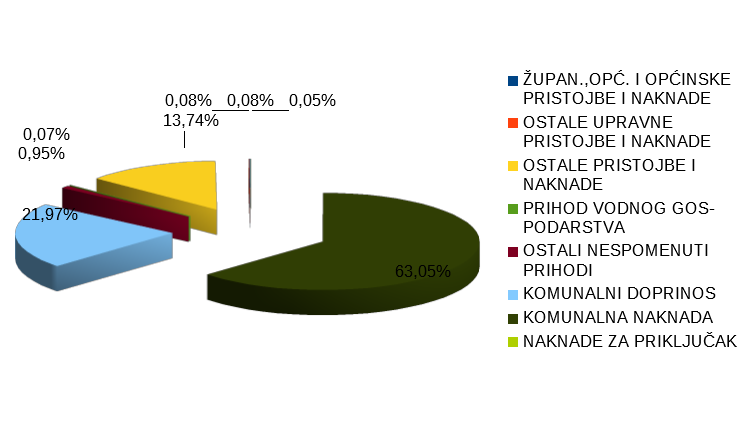 0,08% 0,08% 0,05%
13,74%
0,07%
0,95%
21,97%
63,05%
ŽUPAN.,OPĆ. I OPĆINSKE
PRISTOJBE I NAKNADE
OSTALE UPRAVNE
PRISTOJBE I NAKNADE
OSTALE PRISTOJBE I
NAKNADE
PRIHOD VODNOG GOS-
PODARSTVA
OSTALI NESPOMENUTI
PRIHODI
KOMUNALNI DOPRINOS
KOMUNALNA NAKNADA
NAKNADE ZA PRIKLJUČAK